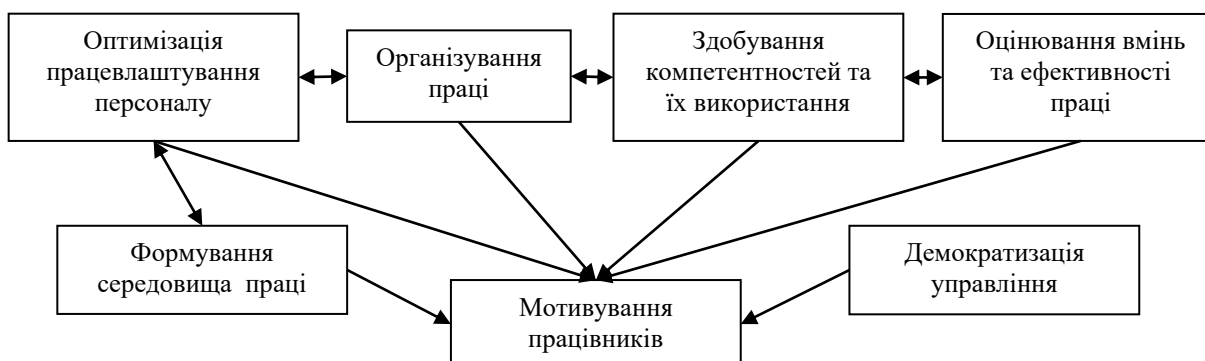 Оптимізація
працевлаштування
персоналу
Організування
праці
Здобування
компетентностей та
їх використання
Оцінювання вмінь
та ефективності
праці
Формування
середовища праці
Мотивування
працівників
Демократизація
управління